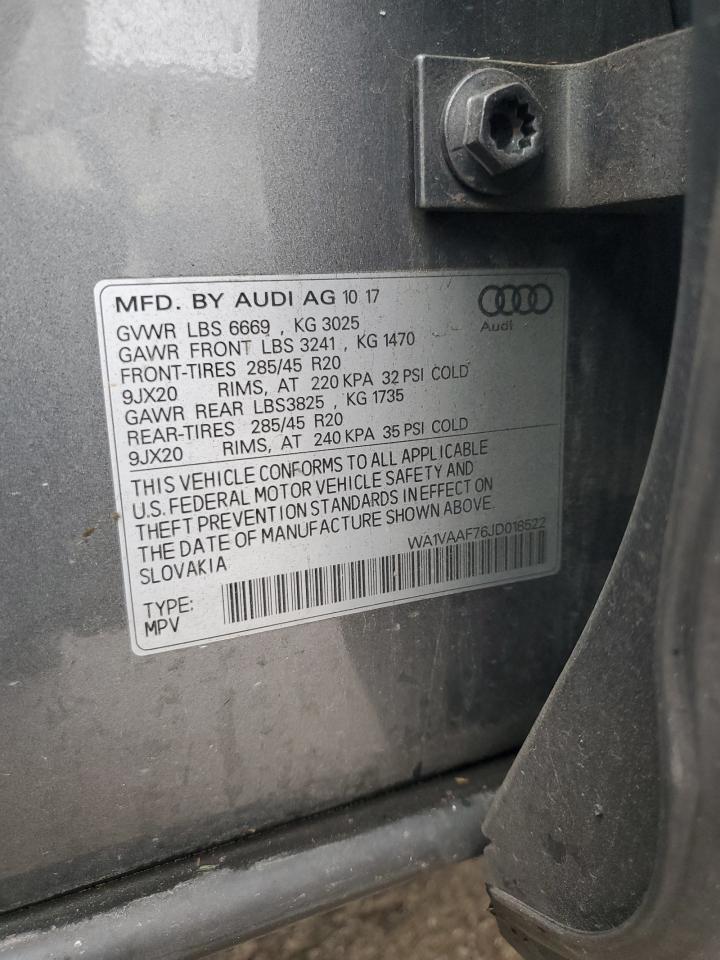 MFD. BY AUDI AG 10 17
Audi
GVWR LBS 6669 , KG 3025
GAWR FRONT LBS 3241 , KG 1470
FRONT-TIRES 285/45 R20
9JX20 RIMS, AT 220 KPA 32 PSI COLD
GAWR REAR LBS3825 , KG 1735
REAR-TIRES 285/45 R20
9JX20 RIMS, AT 240 KPA 35 PSI COLD
THIS VEHICLE CONFORMS TO ALL APPLICABLE
U.S. FEDERAL MOTOR VEHICLE SAFETY AND
THEFT PREVENTION STANDARDS IN EFFECT ON
THE DATE OF MANUFACTURE SHOWN ABOVE.
SLOVAKIA WA1VAAF76JD018522
TYPE:
MPV